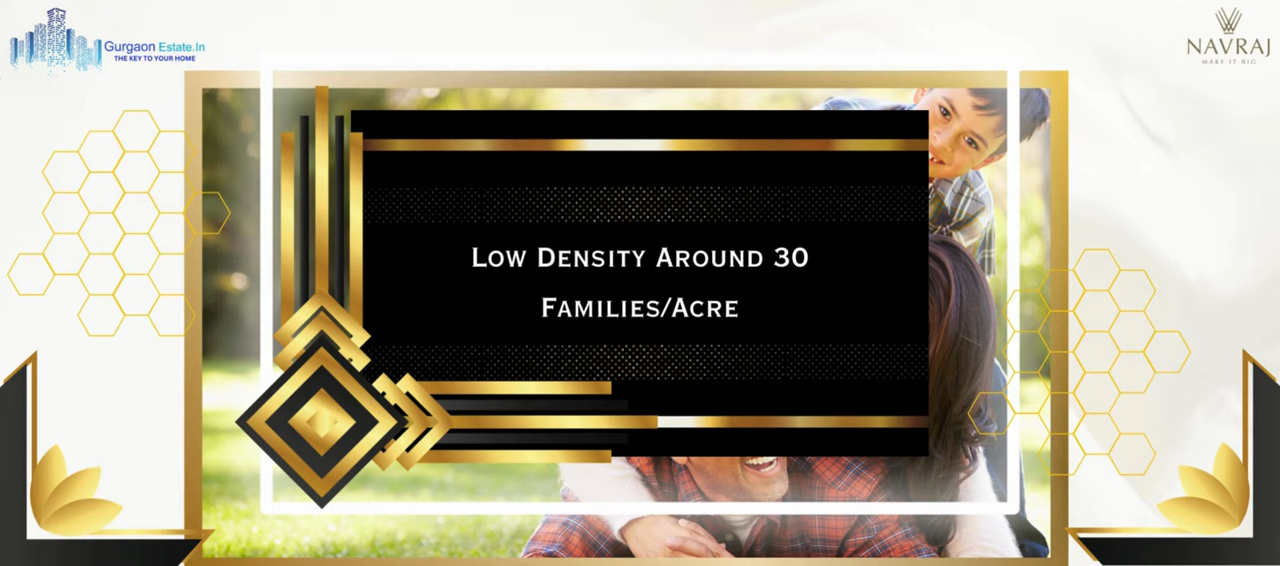 Gurgaon Estate.In
THE KEY TO YOUR HOME
NAVRAJ
MAKE IT BIG
Low Density Around 30
Families/Acre